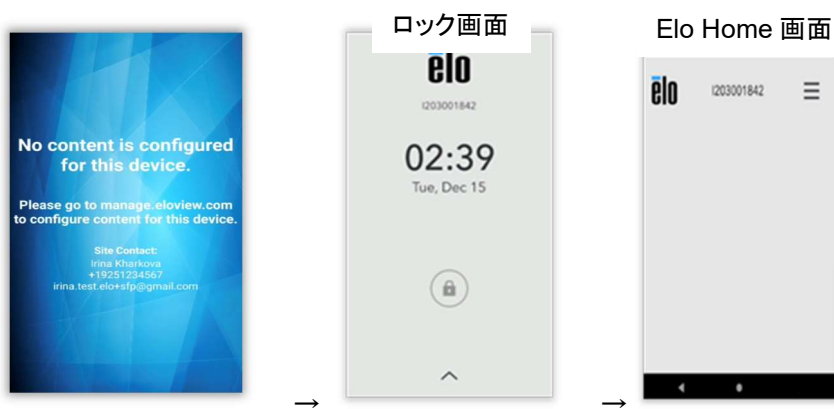 ロック画面
Elo Home 画面
No content is configured
for this device.
Please go to manage.eloview.com
to configure content for this device.
Site Contact:
Irina Kharkova
+19251234567
irina.test.elo+sfp@gmail.com
→
ēlo
I203001842
02:39
Tue, Dec 15
→
ēlo
I203001842